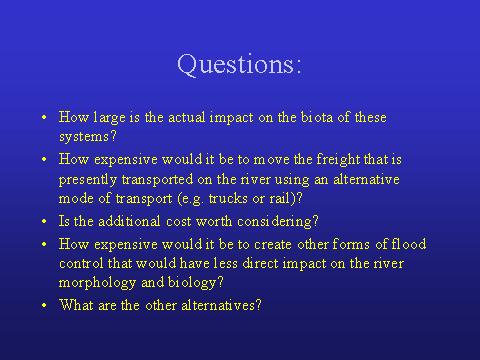 Questions:
• How large is the actual impact on the biota of these
systems?
• How expensive would it be to move the freight that is
presently transported on the river using an alternative
mode of transport (e.g. trucks or rail)?
• Is the additional cost worth considering?
• How expensive would it be to create other forms of flood
control that would have less direct impact on the river
morphology and biology?
• What are the other alternatives?